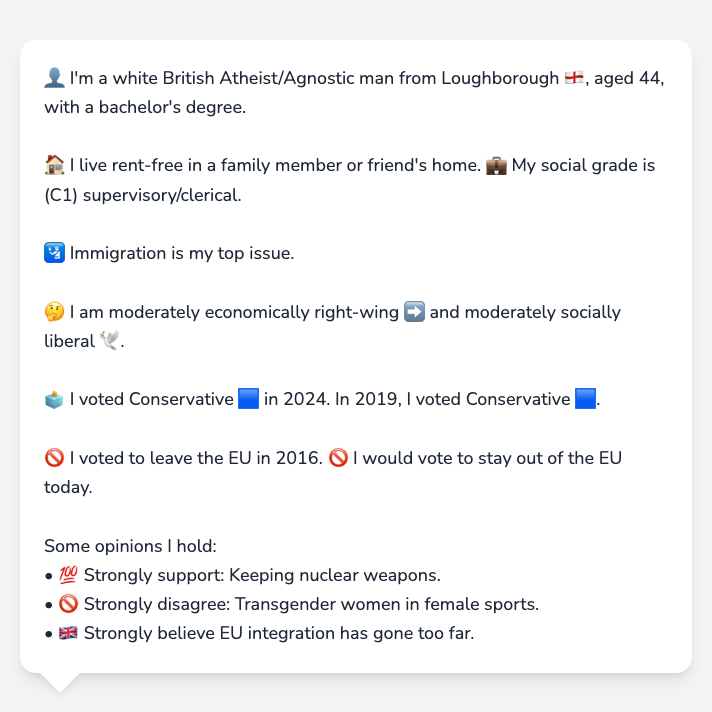 👤 I'm a white British Atheist/Agnostic man from Loughborough 🏴󠁧󠁢󠁥󠁮󠁧󠁿, aged 44,
with a bachelor's degree.
🏠 I live rent-free in a family member or friend's home. 💼 My social grade is
(C1) supervisory/clerical.
🛂 Immigration is my top issue.
🤔 I am moderately economically right-wing ➡️ and moderately socially
liberal 🕊️.
🗳️ I voted Conservative 🟦 in 2024. In 2019, I voted Conservative 🟦.
🚫 I voted to leave the EU in 2016. 🚫 I would vote to stay out of the EU
today.
Some opinions I hold:
• 💯 Strongly support: Keeping nuclear weapons.
• 🚫 Strongly disagree: Transgender women in female sports.
• 🇬🇧 Strongly believe EU integration has gone too far.